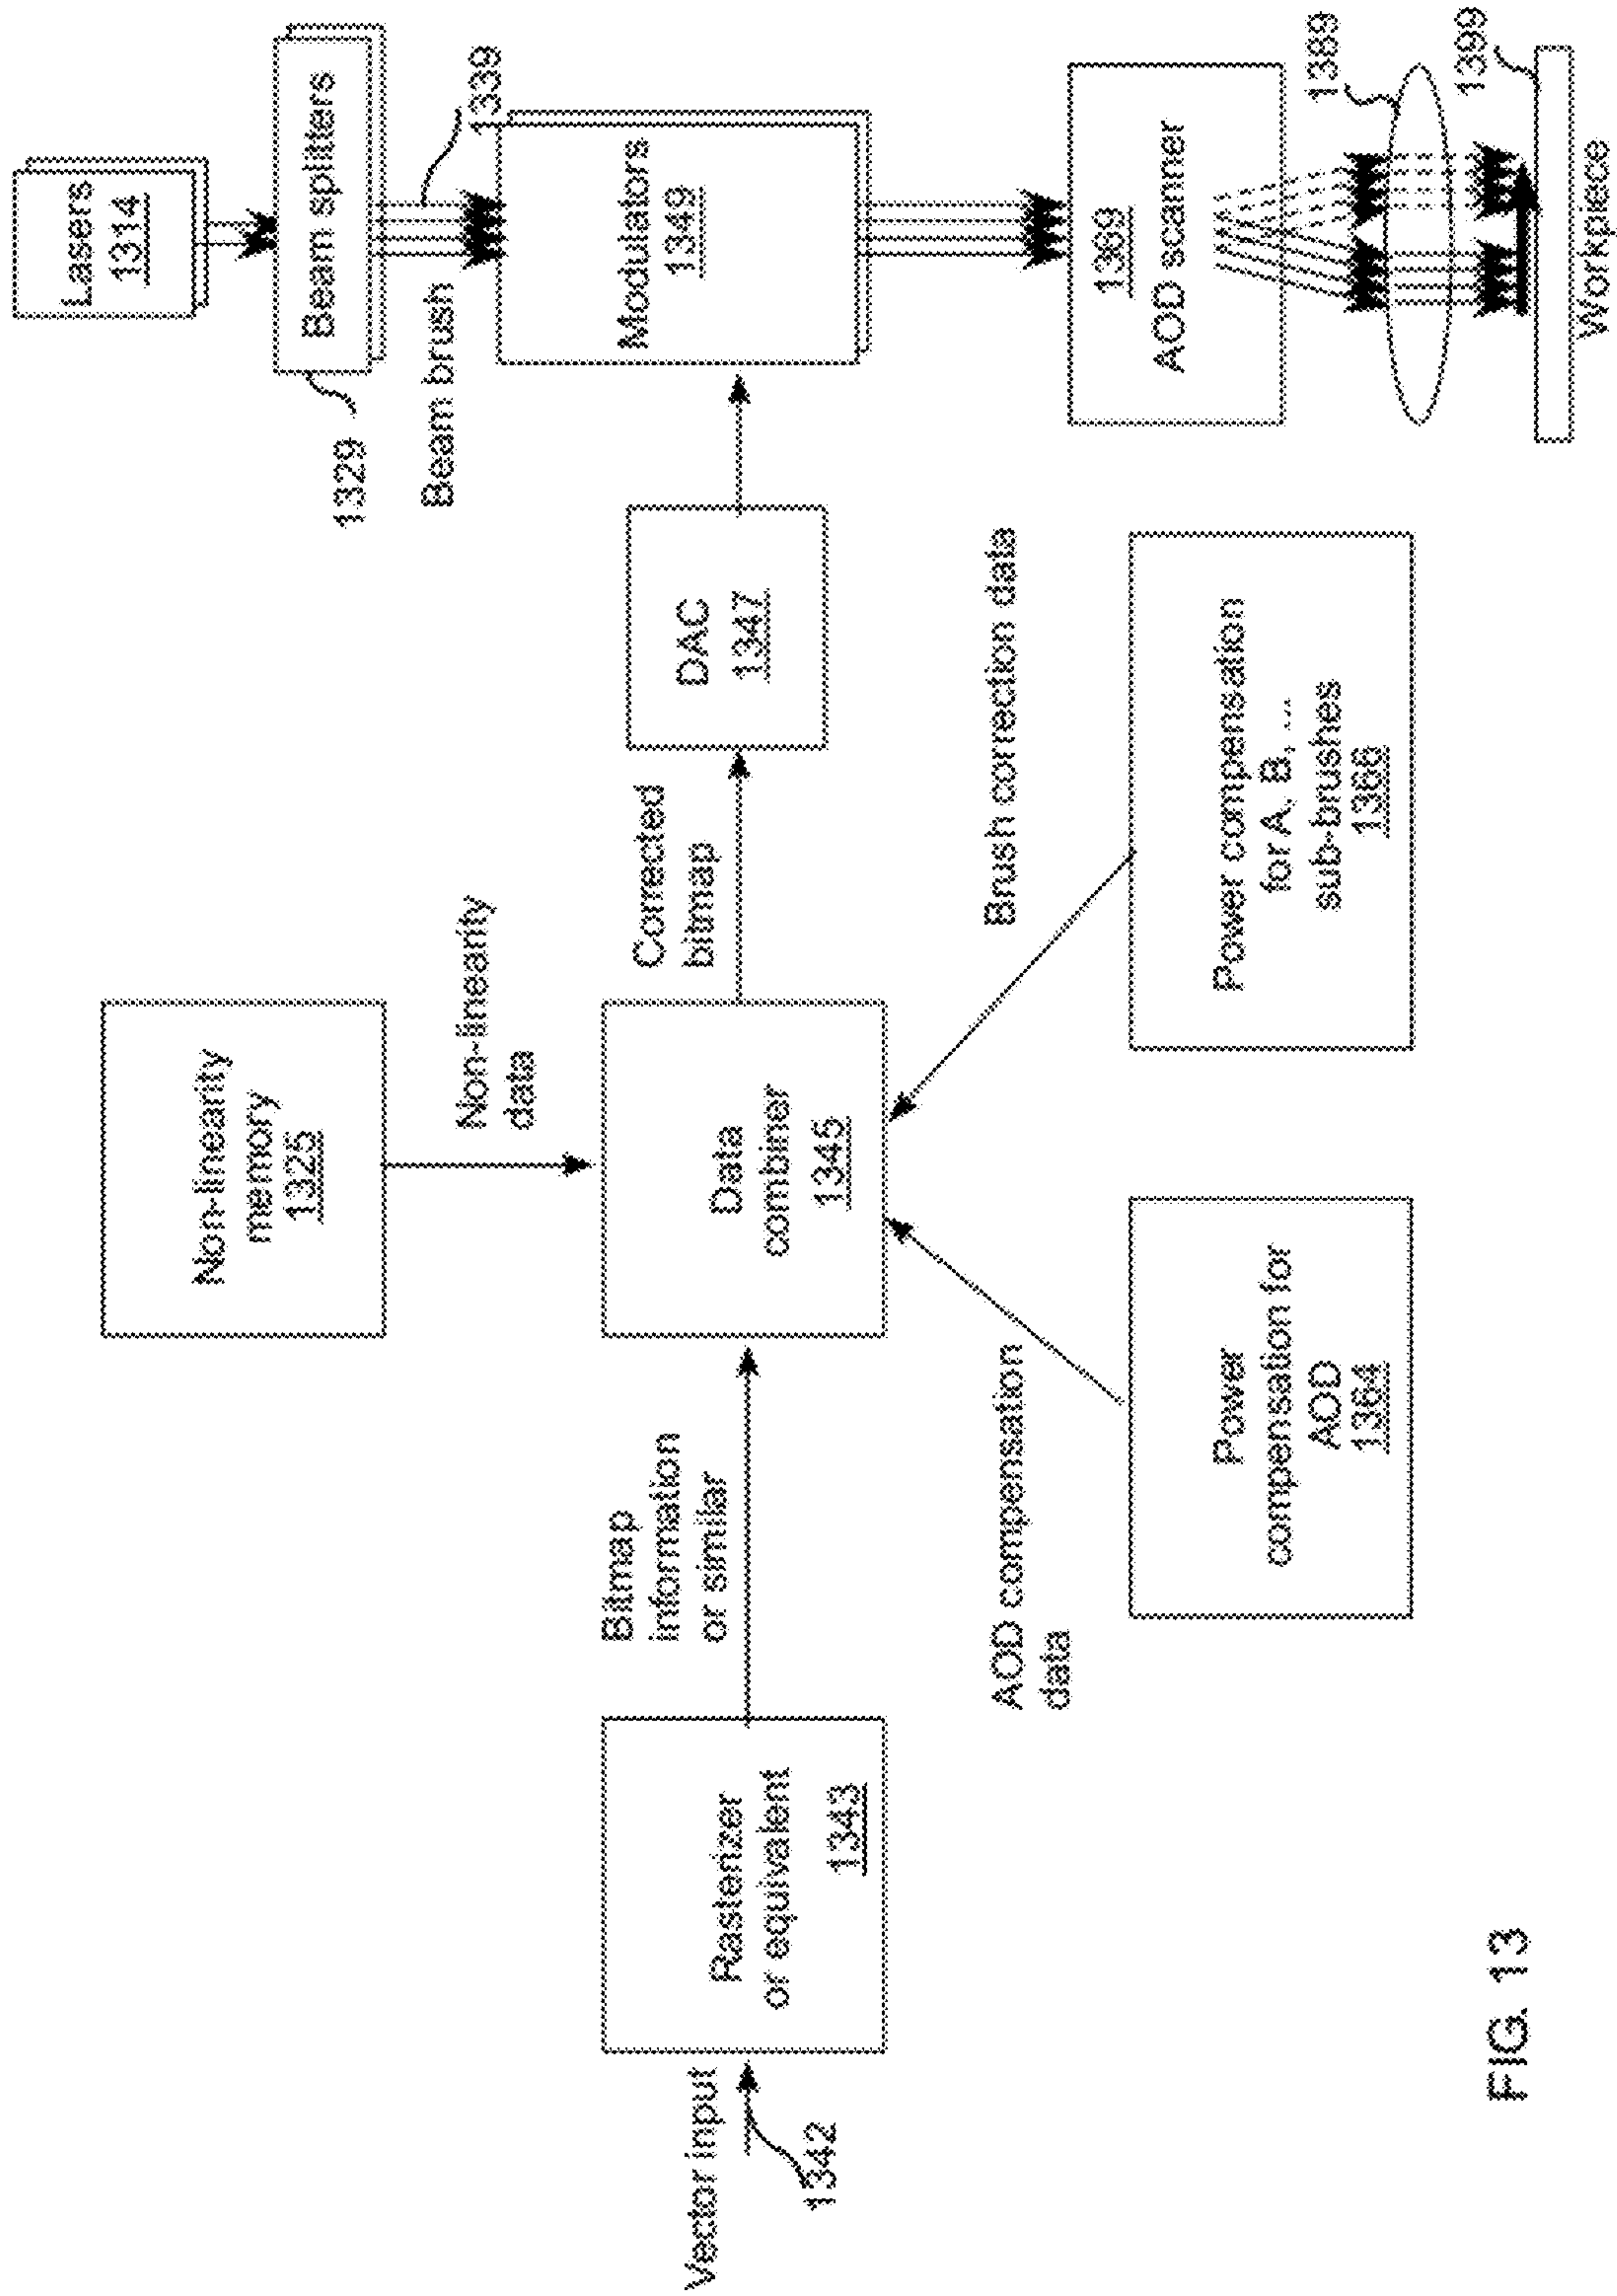 Lasers
1314
Beam spliters
1329
Beam brush
1339
Modulators
1349
1369
AOD scanner
1389
1399
Workpiece
Non-linearity
memory
1325
Non-linearity
data
Vector input
1342
Rasterizer
or equivalent
1343
Bitmap
information
or similar
Data
combiner
1345
Corrected
bitmap
DAC
1347
AOD compensation
data
Power
compensation for
AOD
1364
Brush correction data
Power compensation
for A, B, ...
sub-brushes
1366
FIG. 13